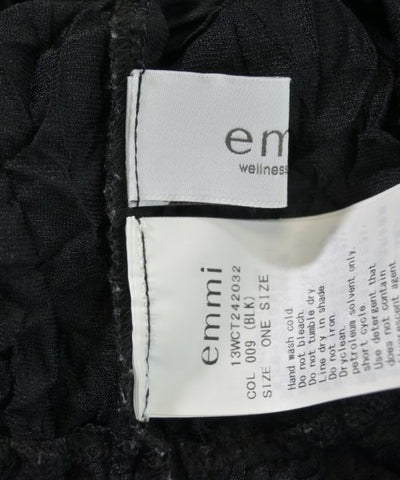 em
wellness
emmi
13WCT242032
COL 009 (BLK)
SIZE ONE SIZE
Hand wash cold
Do not bleach.
Do not tumble dry.
Line dry in shade
Do not iron.
Dryclean.
petroleum solvent only.
short cycle
Use detergent that
does not contain
fluorescent agent